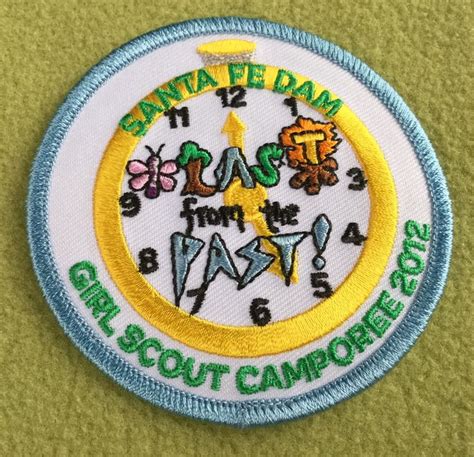 SANTA FE DAM
12
11 1
BLAST
9 3
from the
8 4
PAST!
7 5
6
GIRL SCOUT CAMPOREE 2012